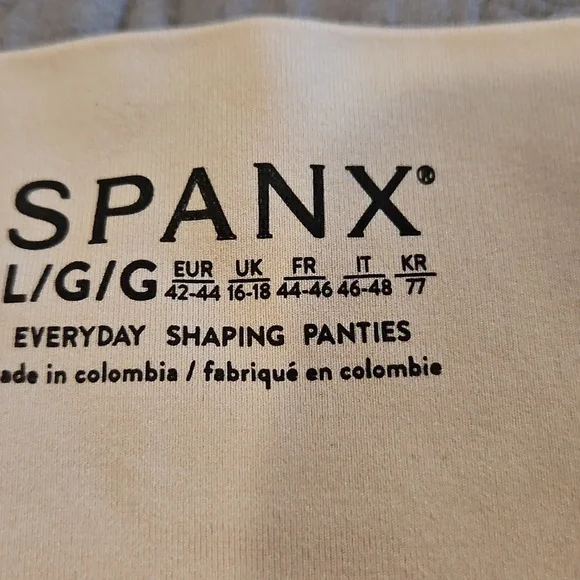 SPANX®
L/G/G EUR UK FR IT KR
42-44 16-18 44-46 46-48 77
EVERYDAY SHAPING PANTIES
ade in colombia / fabriqué en colombie